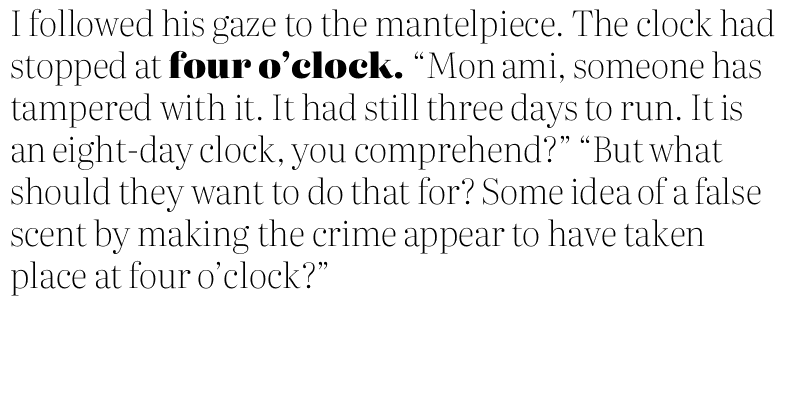 I followed his gaze to the mantelpiece. The clock had
stopped at four o’clock. “Mon ami, someone has
tampered with it. It had still three days to run. It is
an eight-day clock, you comprehend?” “But what
should they want to do that for? Some idea of a false
scent by making the crime appear to have taken
place at four o’clock?”